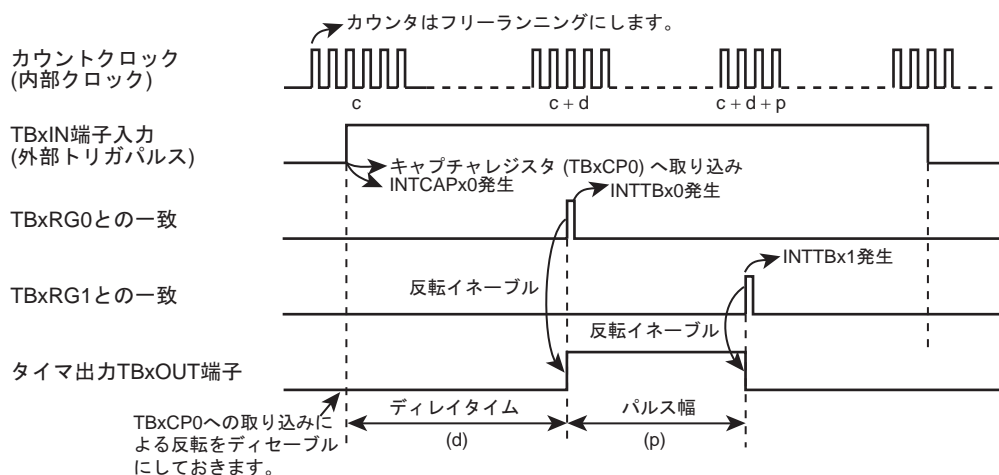 カウンタはフリーランニングにします。
カウントクロック
(内部クロック)
c
c + d
c + d + p
TBxIN端子入力
(外部トリガパルス)
キャプチャレジスタ (TBxCP0) へ取り込み
INTCAPx0発生
INTTBx0発生
TBxRG0との一致
INTTBx1発生
反転イネーブル
TBxRG1との一致
反転イネーブル
タイマ出力TBxOUT端子
ディレイタイム
パルス幅
(d)
(p)
TBxCP0への取り込みに
よる反転をディセーブル
にしておきます。